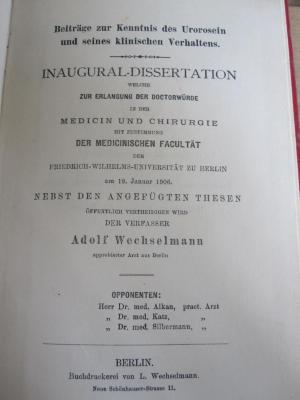 Beiträge zur Kenntnis des Urorosein
und seines klinischen Verhaltens.
INAUGURAL-DISSERTATION
WELCHE
ZUR ERLANGUNG DER DOCTORWÜRDE
IN DER
MEDICIN UND CHIRURGIE
MIT ZUSTIMMUNG
DER MEDICINISCHEN FACULTÄT
DER
FRIEDRICH-WILHELMS-UNIVERSITÄT ZU BERLIN
am 19. Januar 1906.
NEBST DEN ANGEFÜGTEN THESEN
ÖFFENTLICH VERTHEIDIGEN WIRD
DER VERFASSER
Adolf Wechselmann
approbierter Arzt aus Berlin
OPPONENTEN:
Herr Dr. med. Alkan, pract. Arzt
„ Dr. med. Katz, „
„ Dr. med. Silbermann, „
BERLIN.
Buchdruckerei von L. Wechselmann.
Neue Schönhauser-Strasse 11.